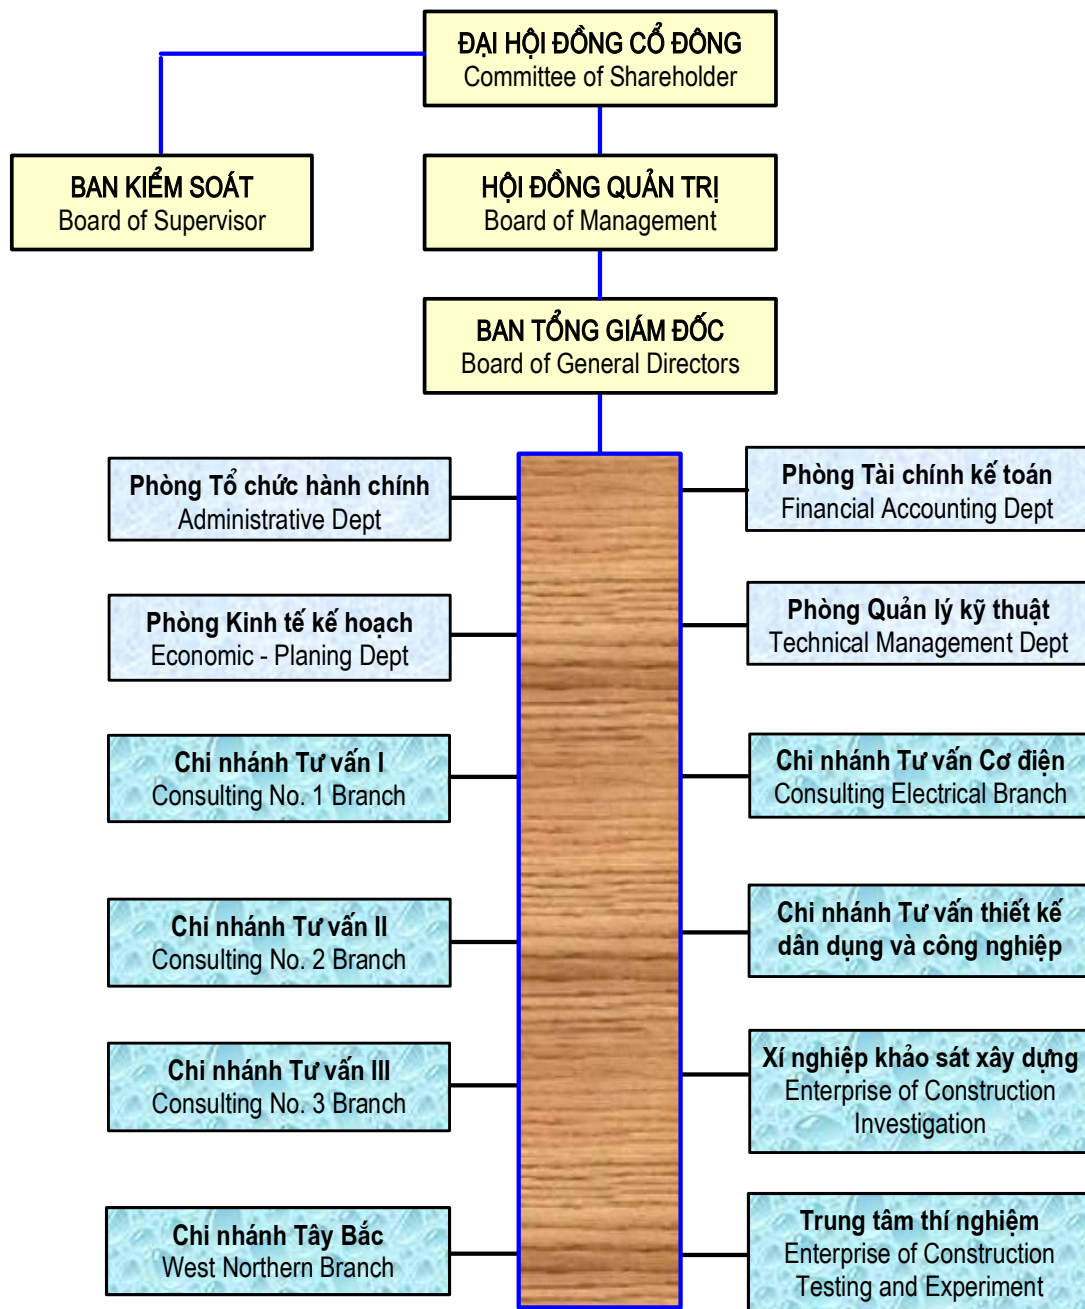 ĐẠI HỘI ĐỒNG CỔ ĐÔNG
Committee of Shareholder
BAN KIỂM SOÁT
Board of Supervisor
HỘI ĐỒNG QUẢN TRỊ
Board of Management
BAN TỔNG GIÁM ĐỐC
Board of General Directors
Phòng Tổ chức hành chính
Administrative Dept
Phòng Tài chính kế toán
Financial Accounting Dept
Phòng Kinh tế kế hoạch
Economic - Planing Dept
Phòng Quản lý kỹ thuật
Technical Management Dept
Chi nhánh Tư vấn I
Consulting No. 1 Branch
Chi nhánh Tư vấn Cơ điện
Consulting Electrical Branch
Chi nhánh Tư vấn II
Consulting No. 2 Branch
Chi nhánh Tư vấn thiết kế
dân dụng và công nghiệp
Chi nhánh Tư vấn III
Consulting No. 3 Branch
Xí nghiệp khảo sát xây dựng
Enterprise of Construction
Investigation
Chi nhánh Tây Bắc
West Northern Branch
Trung tâm thí nghiệm
Enterprise of Construction
Testing and Experiment